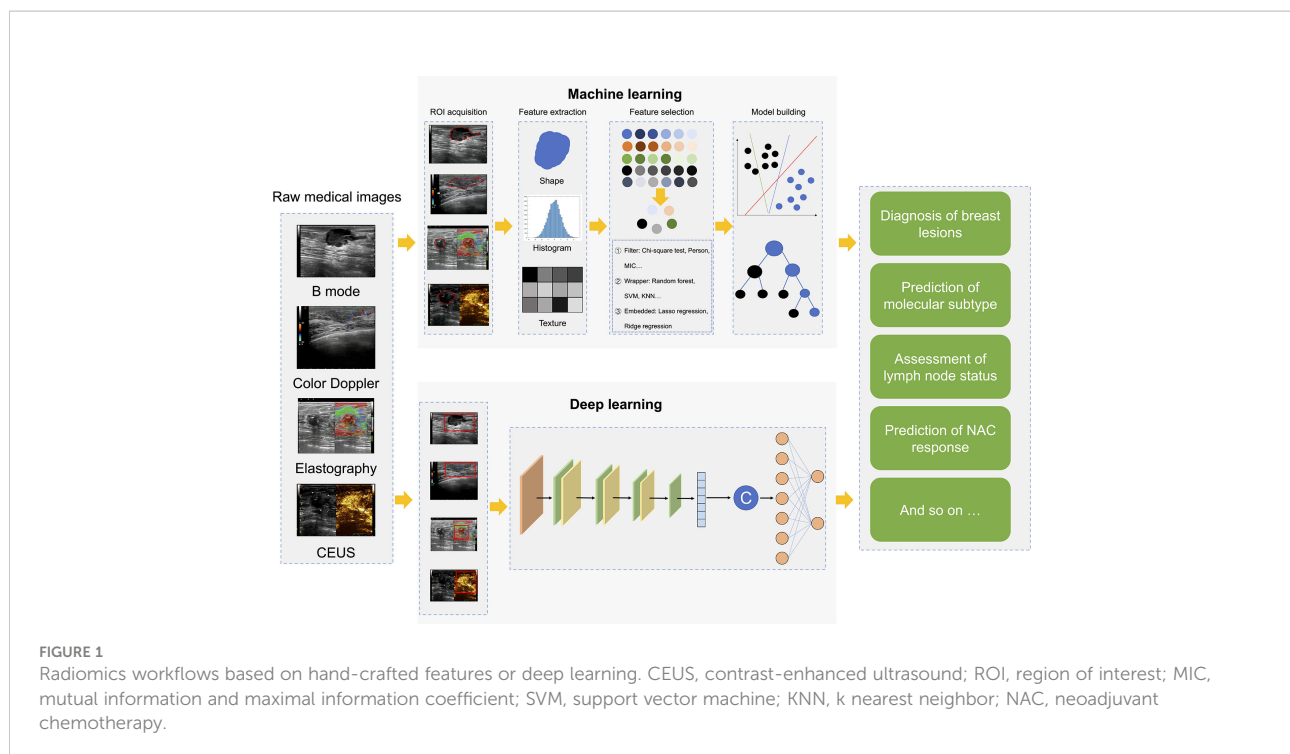 Machine learning
ROI acquisition
Feature extraction
Feature selection
Model building
Shape
Histogram
Texture
① Filter: Chi-square test, Person,
MIC…
② Wrapper: Random forest,
SVM, KNN…
③ Embedded: Lasso regression,
Ridge regression
Raw medical images
B mode
Color Doppler
Elastography
CEUS
Deep learning
C
Diagnosis of breast
lesions
Prediction of
molecular subtype
Assessment of
lymph node status
Prediction of NAC
response
And so on …
FIGURE 1
Radiomics workflows based on hand-crafted features or deep learning. CEUS, contrast-enhanced ultrasound; ROI, region of interest; MIC,
mutual information and maximal information coefficient; SVM, support vector machine; KNN, k nearest neighbor; NAC, neoadjuvant
chemotherapy.